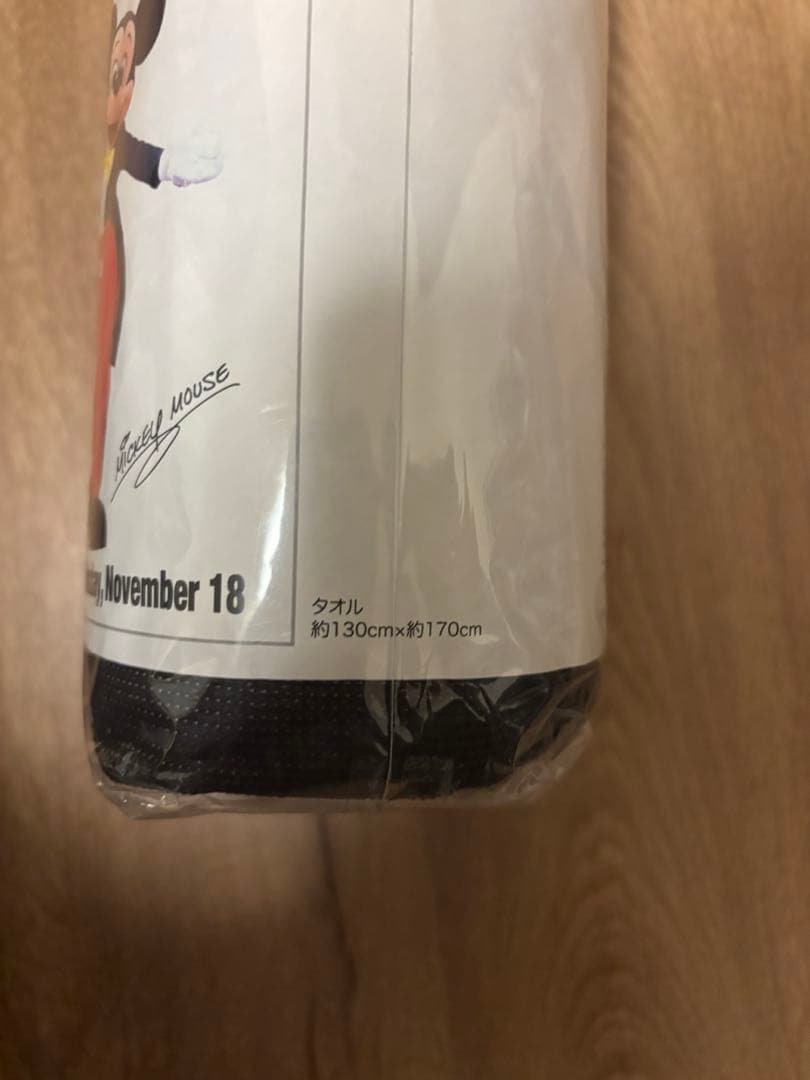 MICKEY MOUSE
November 18
タオル
約130cm×約170cm